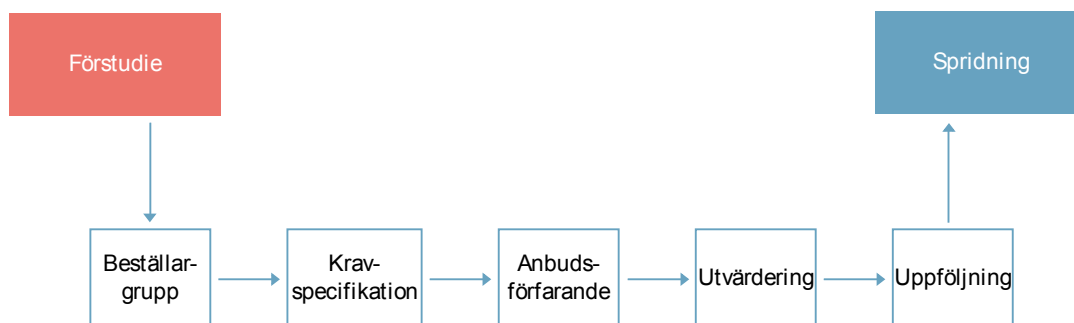 Förstudie
Spridning
Beställar-
grupp
Krav-
specifikation
Anbuds-
förfarande
Utvärdering
Uppföljning